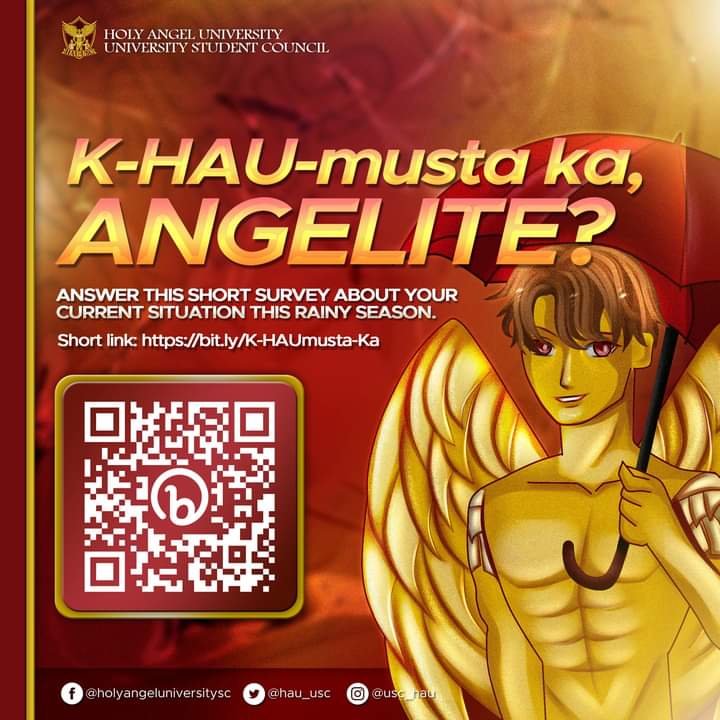 HOLY ANGEL UNIVERSITY
UNIVERSITY STUDENT COUNCIL
K-HAU-musta ka,
ANGELITE?
ANSWER THIS SHORT SURVEY ABOUT YOUR
CURRENT SITUATION THIS RAINY SEASON.
Short link: https://bit.ly/K-HAUmusta-Ka
@holyangeluniversitysc @hau_usc @usc_hau